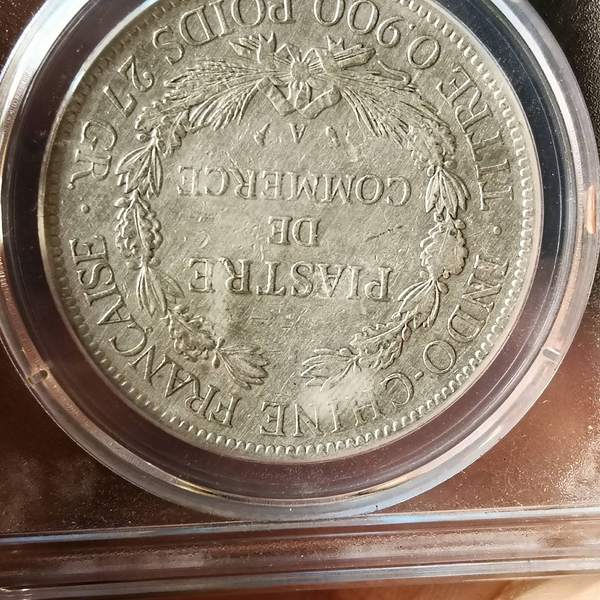 INDO-CHINE FRANÇAISE
PIASTRE
DE
COMMERCE
A
TITRE 0.900 POIDS 27 GR.